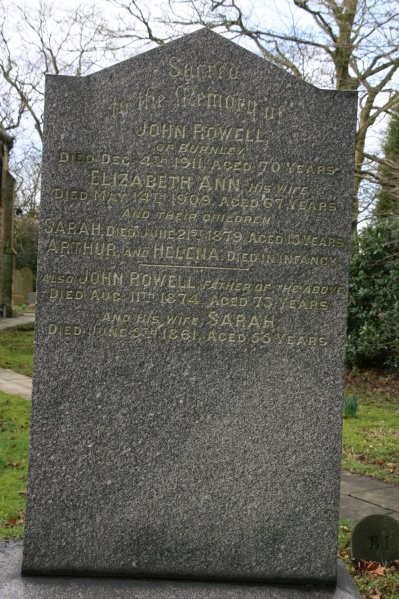 Sacred
to the Memory of
JOHN ROWELL
OF BURNLEY
DIED DEC. 4TH 1911, AGED 70 YEARS
ELIZABETH ANN, HIS WIFE
DIED MAY 14TH 1909, AGED 67 YEARS
AND THEIR CHILDREN
SARAH, DIED JUNE 21ST 1879, AGED 13 YEARS
ARTHUR AND HELENA DIED IN INFANCY
ALSO JOHN ROWELL, FATHER OF THE ABOVE
DIED AUG. 11TH 1874, AGED 73 YEARS
AND HIS WIFE, SARAH,
DIED JUNE 1861, AGED YEARS